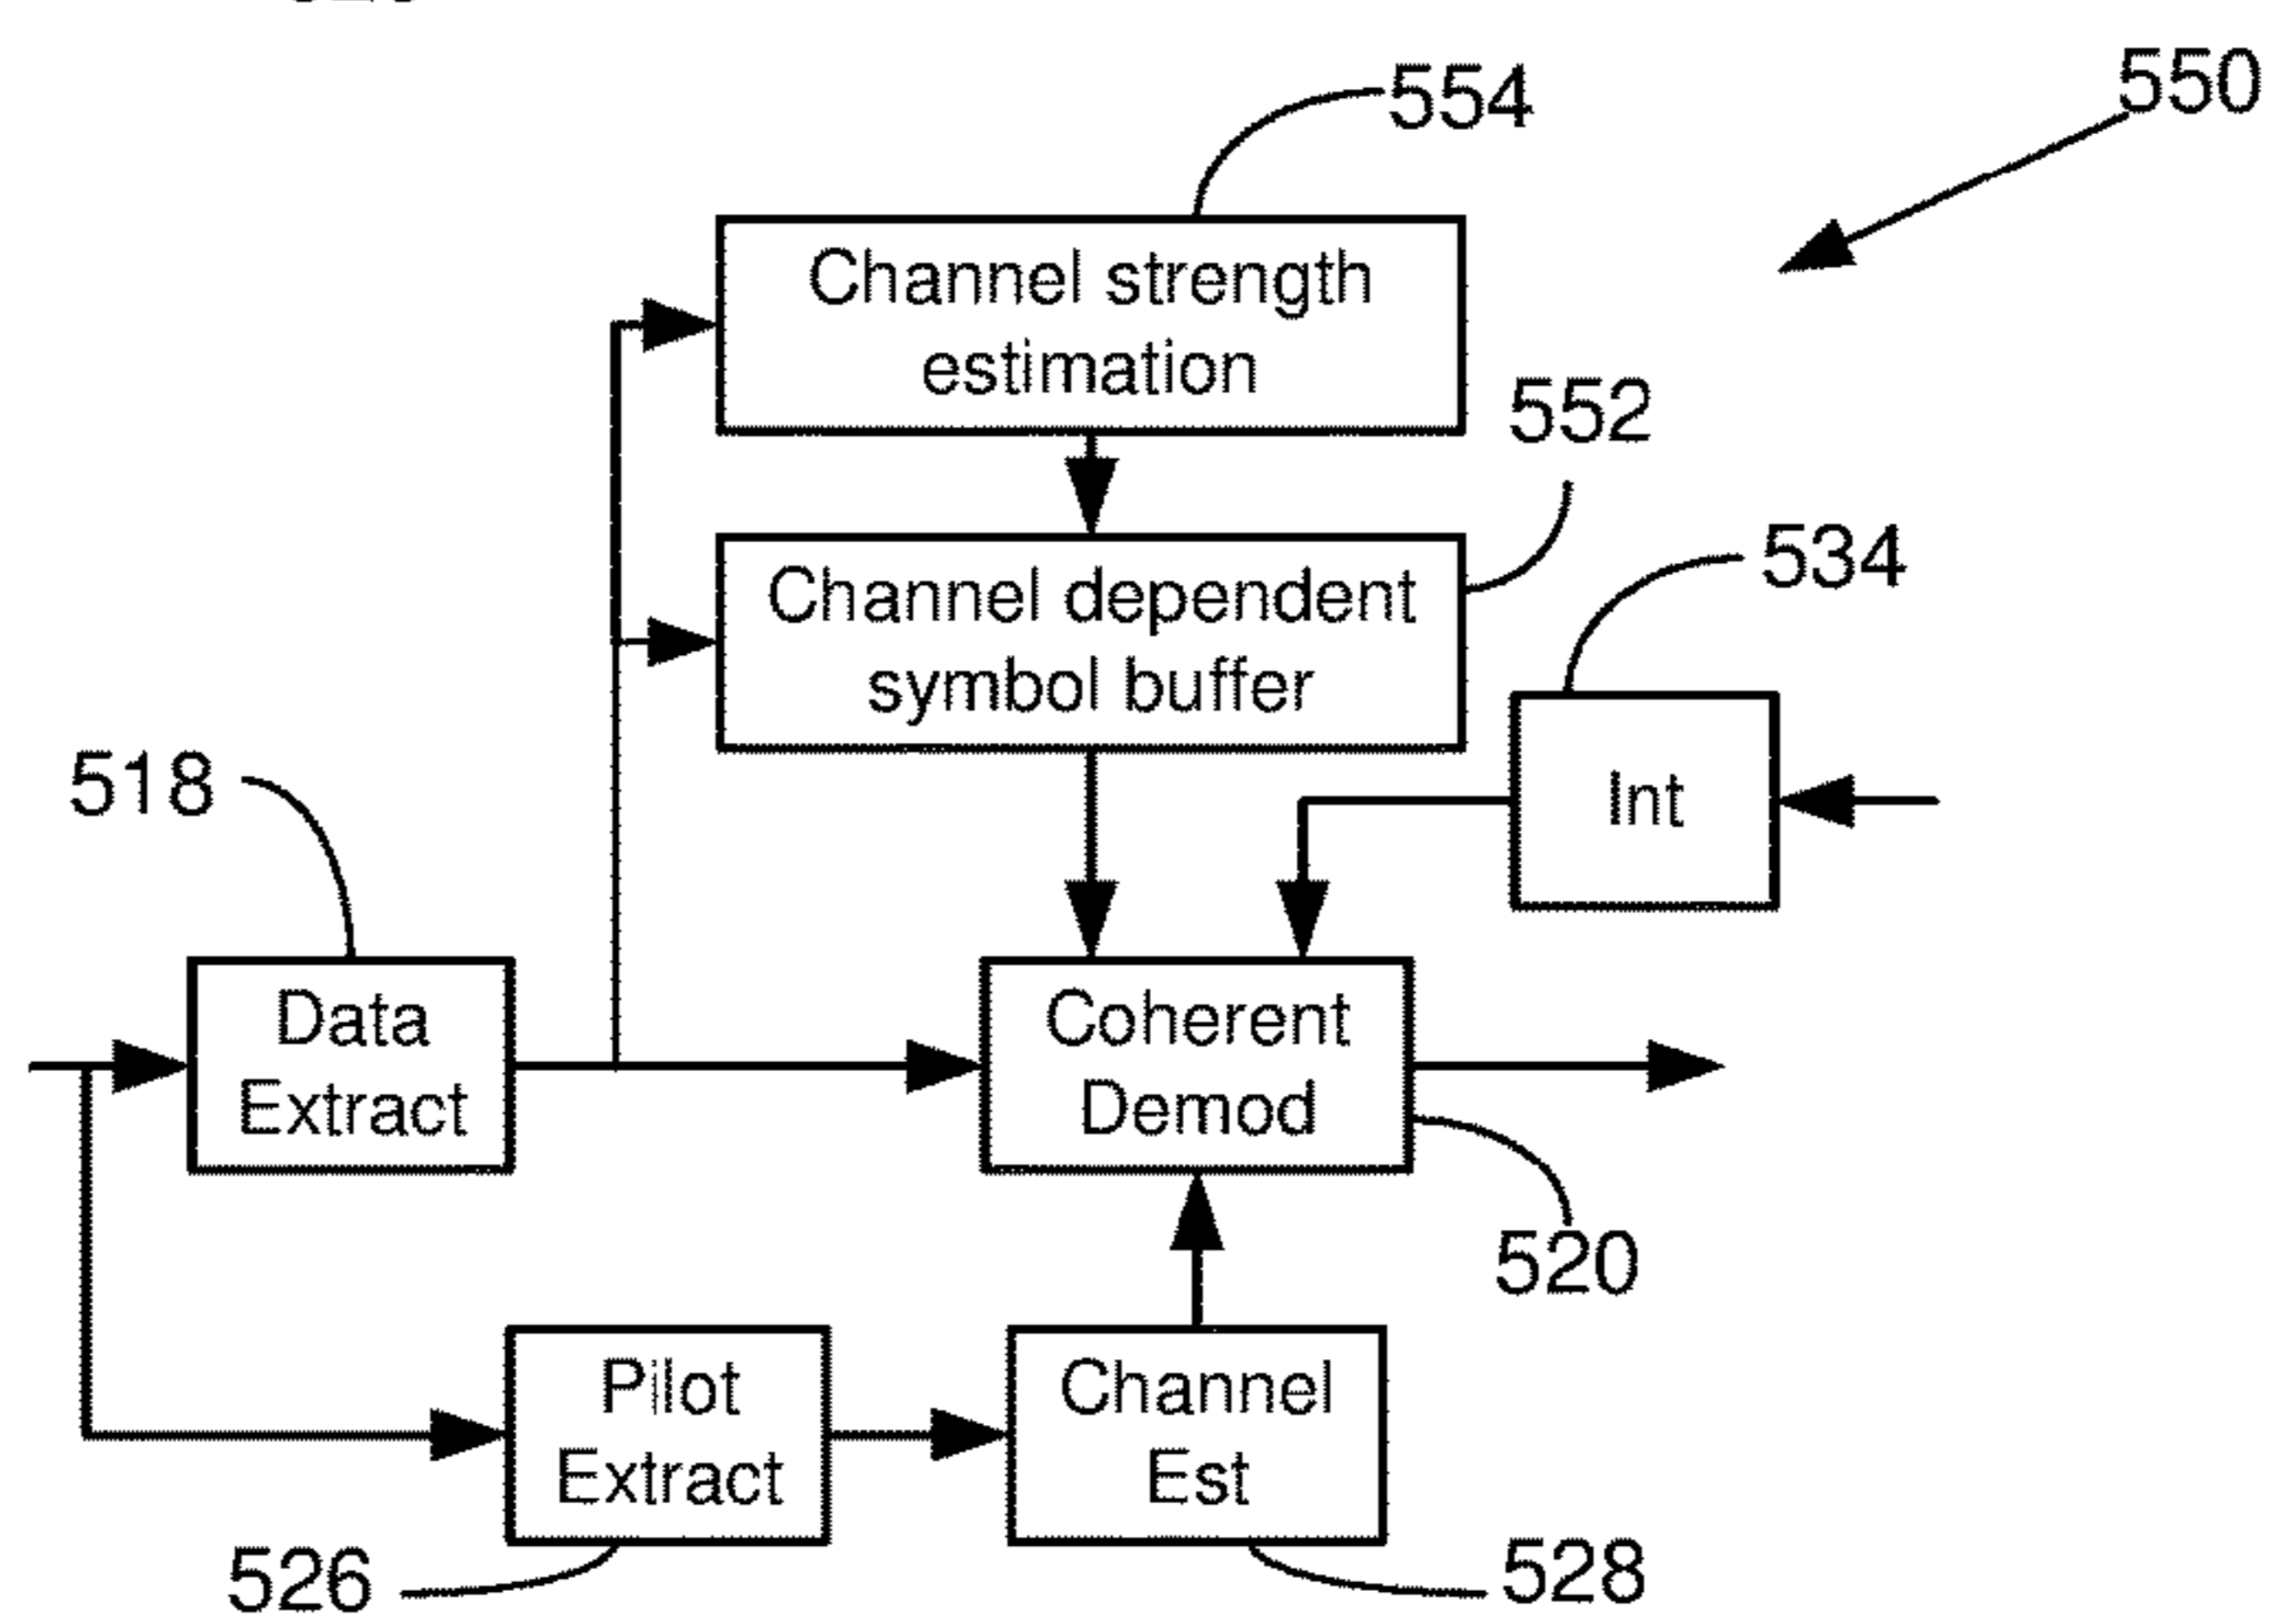 550
554
Channel strength
estimation
552
Channel dependent
symbol buffer
534
Int
518
Data
Extract
Coherent
Demod
520
Pilot
Extract
Channel
Est
526
528